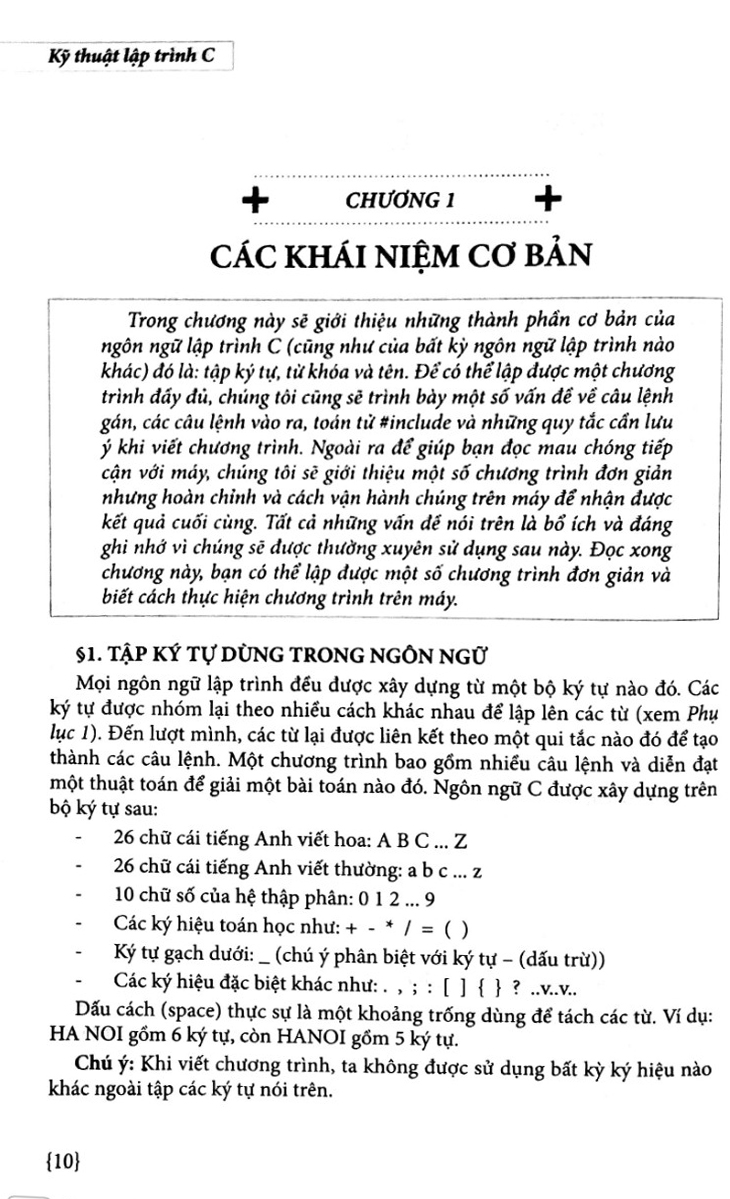 Kỹ thuật lập trình C
CHƯƠNG 1
CÁC KHÁI NIỆM CƠ BẢN
Trong chương này sẽ giới thiệu những thành phần cơ bản của
ngôn ngữ lập trình C (cũng như của bất kỳ ngôn ngữ lập trình nào
khác) đó là: tập ký tự, từ khóa và tên. Để có thể lập được một chương
trình đầy đủ, chúng tôi cũng sẽ trình bày một số vấn đề về câu lệnh
gán, các câu lệnh vào ra, toán tử #include và những quy tắc cần lưu
ý khi viết chương trình. Ngoài ra để giúp bạn đọc mau chóng tiếp
cận với máy, chúng tôi sẽ giới thiệu một số chương trình đơn giản
nhưng hoàn chỉnh và cách vận hành chúng trên máy để nhận được
kết quả cuối cùng. Tất cả những vấn đề nói trên là bổ ích và đáng
ghi nhớ vì chúng sẽ được thường xuyên sử dụng sau này. Đọc xong
chương này, bạn có thể lập được một số chương trình đơn giản và
biết cách thực hiện chương trình trên máy.
§1. TẬP KÝ TỰ DÙNG TRONG NGÔN NGỮ
Mọi ngôn ngữ lập trình đều được xây dựng từ một bộ ký tự nào đó. Các
ký tự được nhóm lại theo nhiều cách khác nhau để lập lên các từ (xem Phụ
lục 1). Đến lượt mình, các từ lại được liên kết theo một qui tắc nào đó để tạo
thành các câu lệnh. Một chương trình bao gồm nhiều câu lệnh và diễn đạt
một thuật toán để giải một bài toán nào đó. Ngôn ngữ C được xây dựng trên
bộ ký tự sau:
- 26 chữ cái tiếng Anh viết hoa: A B C ... Z
- 26 chữ cái tiếng Anh viết thường: a b c ... z
- 10 chữ số của hệ thập phân: 0 1 2 ... 9
- Các ký hiệu toán học như: + - * / = ( )
- Ký tự gạch dưới: _ (chú ý phân biệt với ký tự – (dấu trừ))
- Các ký hiệu đặc biệt khác như: . , ; : [ ] { } ? ..v..v..
Dấu cách (space) thực sự là một khoảng trống dùng để tách các từ. Ví dụ:
HA NOI gồm 6 ký tự, còn HANOI gồm 5 ký tự.
Chú ý: Khi viết chương trình, ta không được sử dụng bất kỳ ký hiệu nào
khác ngoài tập các ký tự nói trên.
{10}